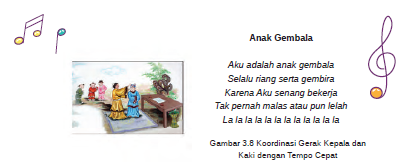 Anak Gembala
Aku adalah anak gembala
Selalu riang serta gembira
Karena Aku senang bekerja
Tak pernah malas atau pun lelah
La la la la la la la la la la la
Gambar 3.8 Koordinasi Gerak Kepala dan
Kaki dengan Tempo Cepat